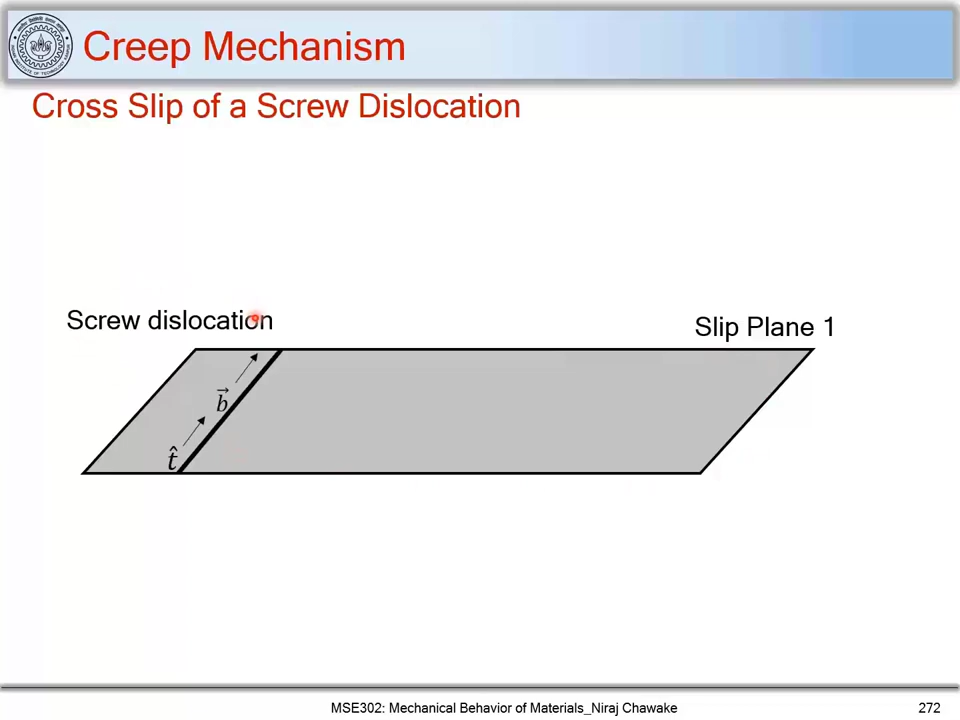 Creep Mechanism
Cross Slip of a Screw Dislocation
Screw dislocation
Slip Plane 1
b⃗
t̂
MSE302: Mechanical Behavior of Materials_Niraj Chawake
272